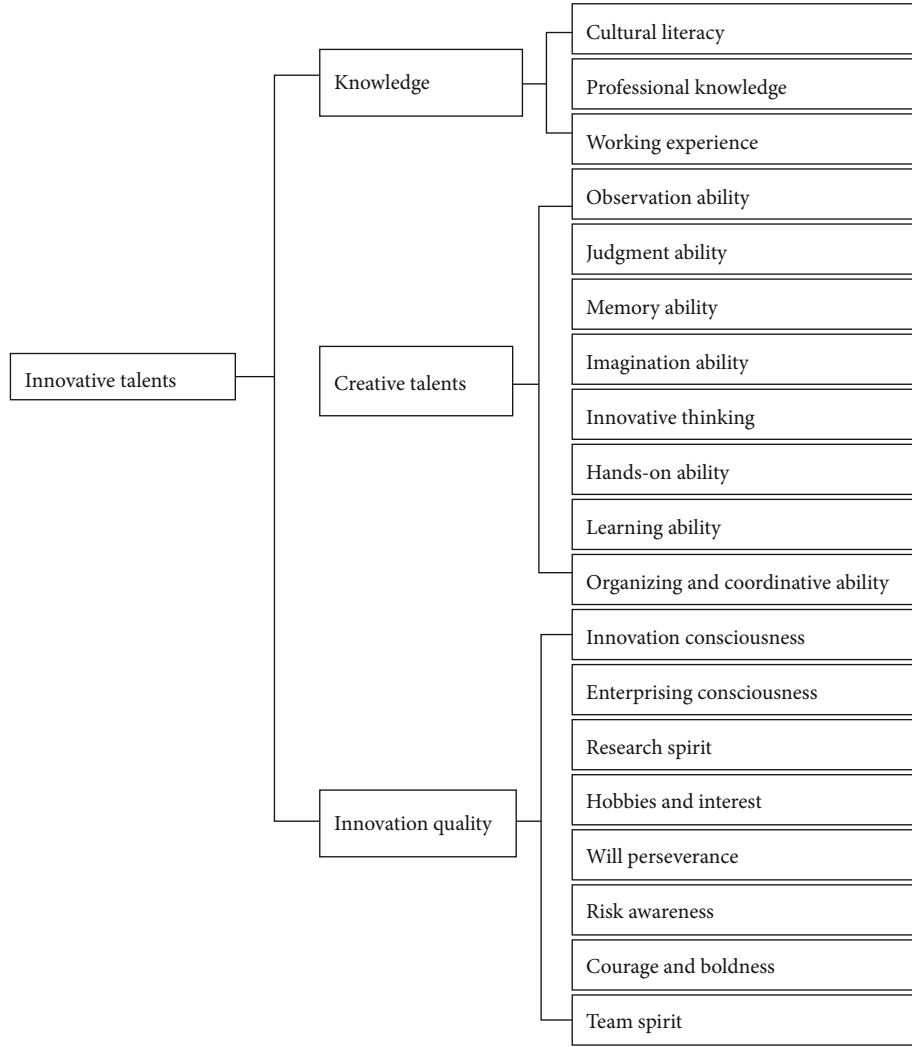 Innovative talents
Knowledge
Cultural literacy
Professional knowledge
Working experience
Creative talents
Observation ability
Judgment ability
Memory ability
Imagination ability
Innovative thinking
Hands-on ability
Learning ability
Organizing and coordinative ability
Innovation quality
Innovation consciousness
Enterprising consciousness
Research spirit
Hobbies and interest
Will perseverance
Risk awareness
Courage and boldness
Team spirit